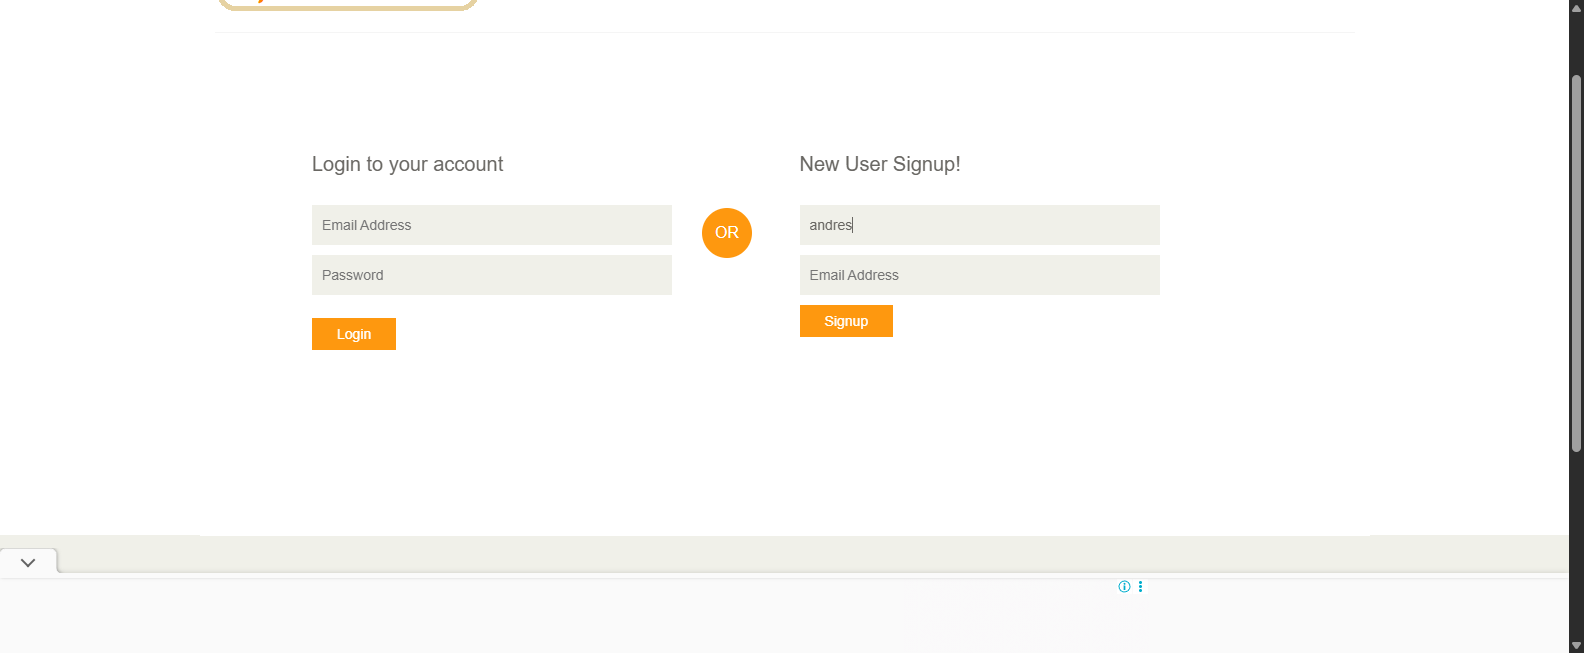 Login to your account
Email Address
Password
Login
OR
New User Signup!
andres
Email Address
Signup